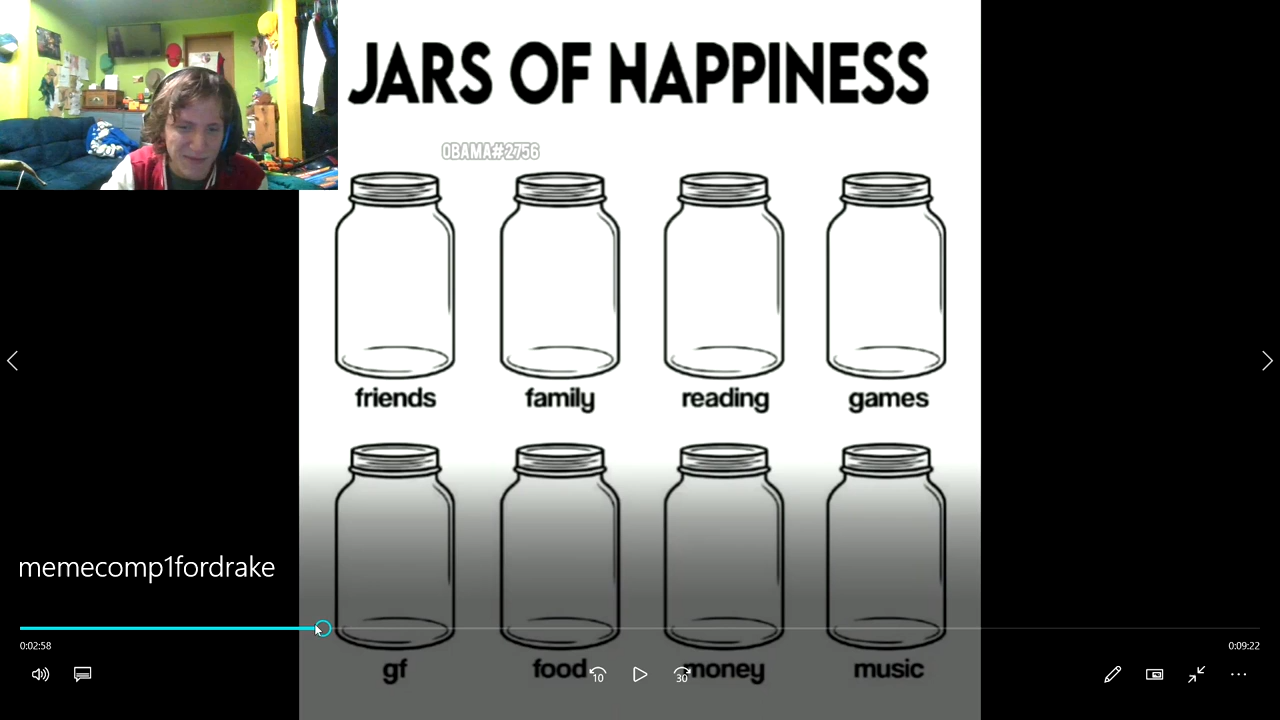 JARS OF HAPPINESS
OBAMA#2756
friends family reading games
memecomp1fordrake
0:02:58 0:09:22
gf food money music
10 30